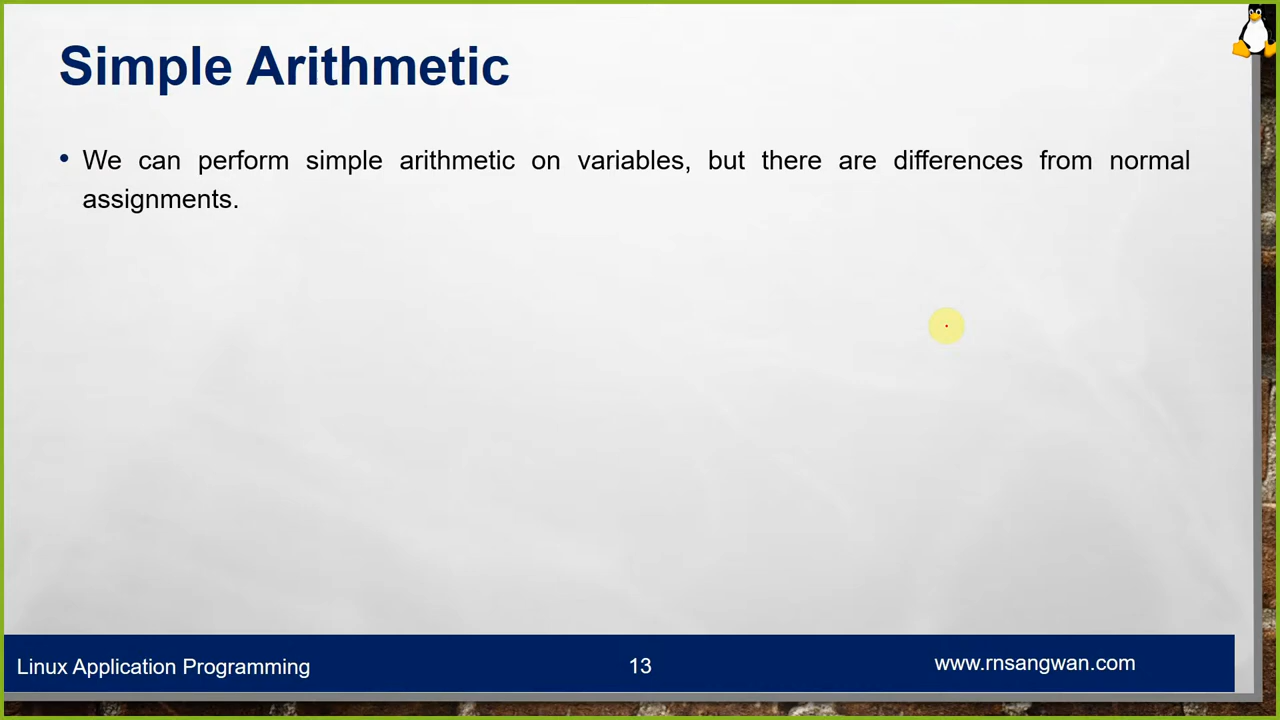 Simple Arithmetic
• We can perform simple arithmetic on variables, but there are differences from normal
assignments.
Linux Application Programming
13
www.rnsangwan.com